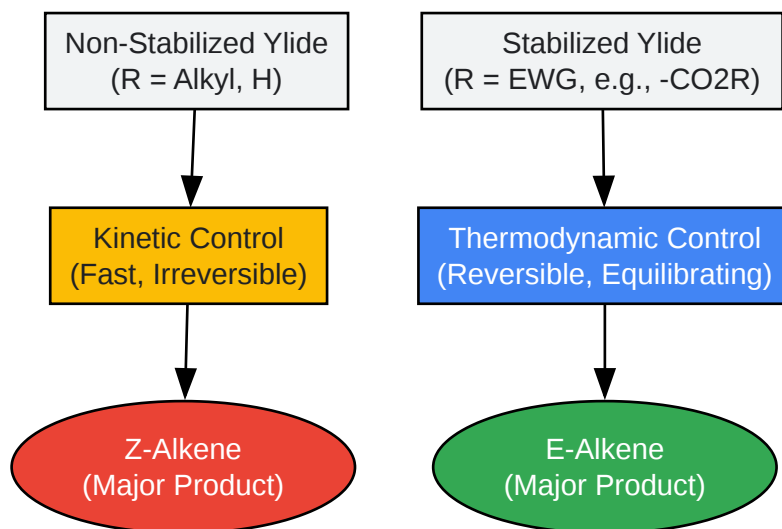 Non-Stabilized Ylide
(R = Alkyl, H)
Stabilized Ylide
(R = EWG, e.g., -CO2R)
Kinetic Control
(Fast, Irreversible)
Thermodynamic Control
(Reversible, Equilibrating)
Z-Alkene
(Major Product)
E-Alkene
(Major Product)